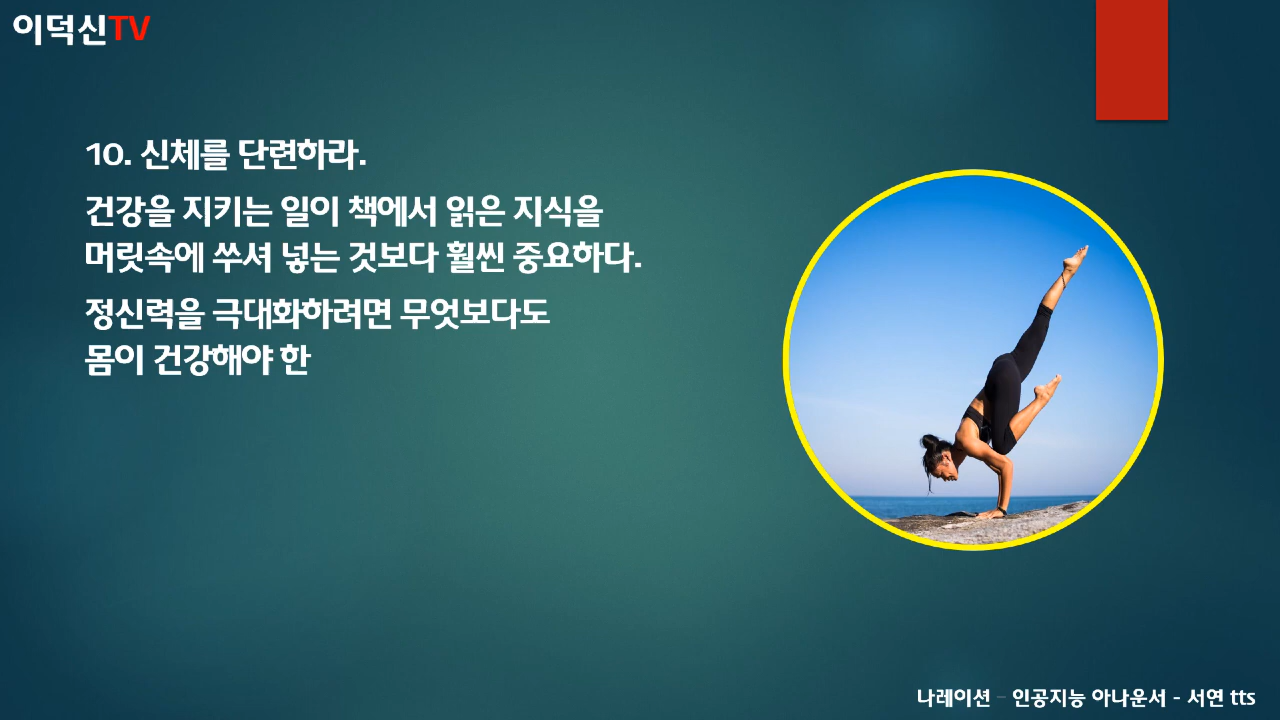 이덕신TV
10. 신체를 단련하라.
건강을 지키는 일이 책에서 읽은 지식을
머릿속에 쑤셔 넣는 것보다 훨씬 중요하다.
정신력을 극대화하려면 무엇보다도
몸이 건강해야 한
나레이션 - 인공지능 아나운서 - 서연 tts